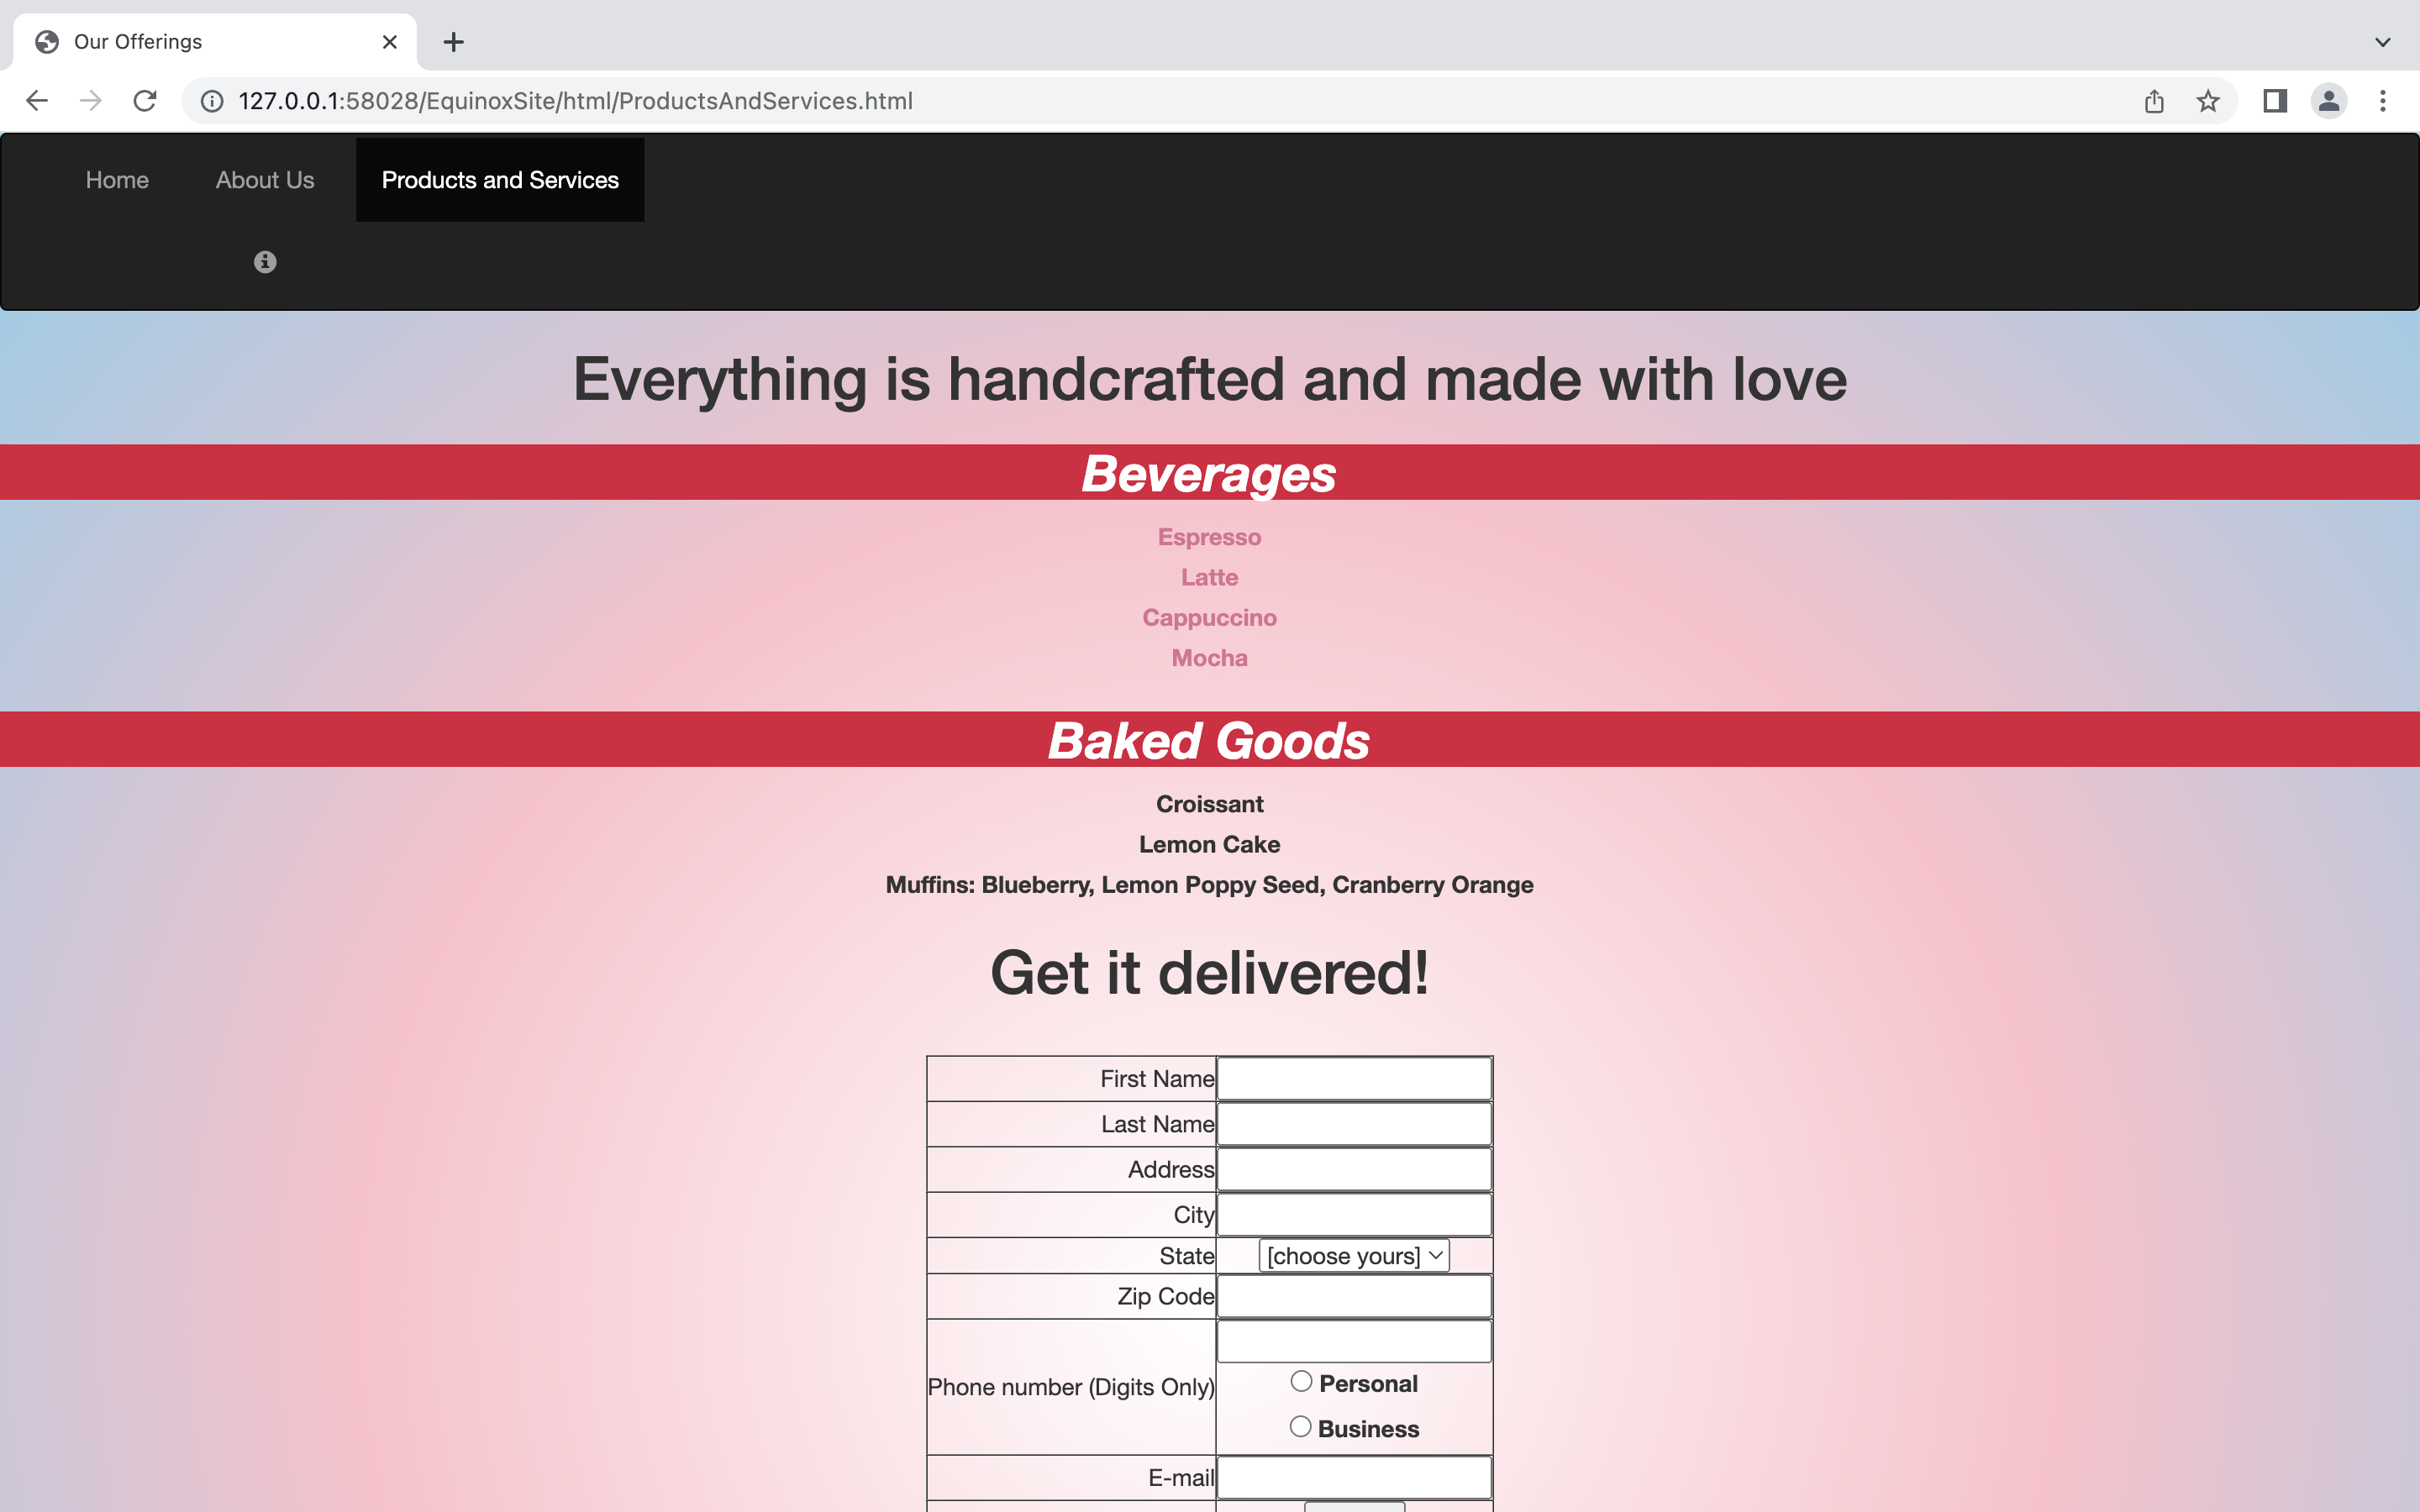 Our Offerings
127.0.0.1:58028/EquinoxSite/html/ProductsAndServices.html
Home About Us Products and Services
Everything is handcrafted and made with love
Beverages
Espresso
Latte
Cappuccino
Mocha
Baked Goods
Croissant
Lemon Cake
Muffins: Blueberry, Lemon Poppy Seed, Cranberry Orange
Get it delivered!
First Name
Last Name
Address
City
State [choose yours]
Zip Code
Phone number (Digits Only)
Personal
Business
E-mail